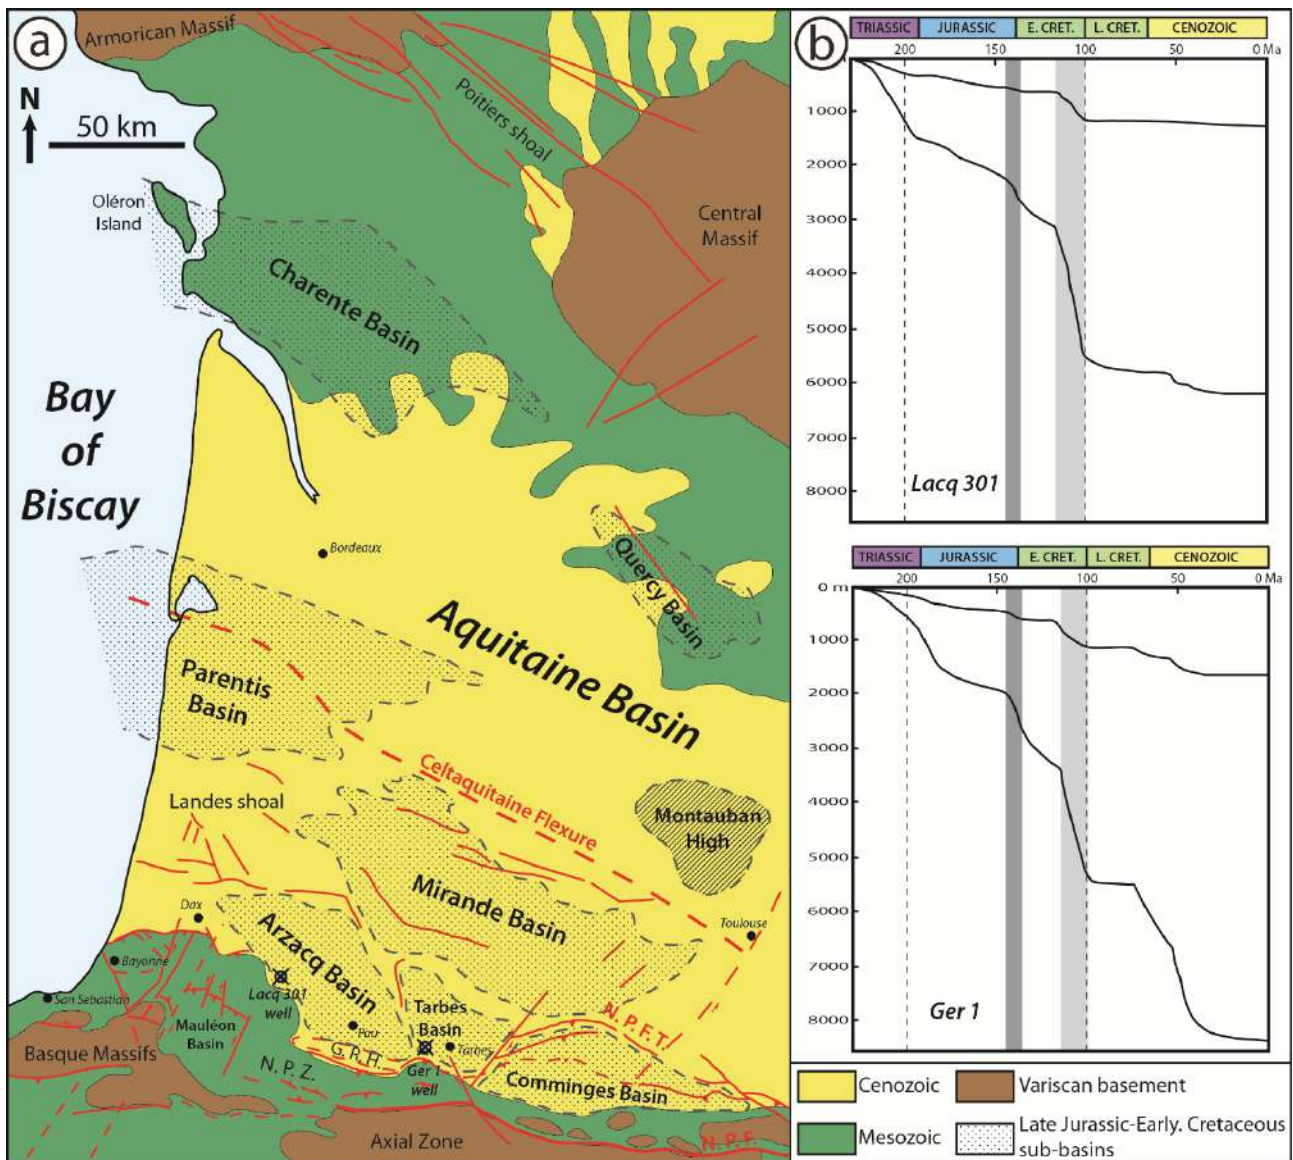 a
Armorican Massif
N
50 km
Poitiers shoal
Oléron
Island
Central
Massif
Charente Basin
Bay
of
Biscay
Bordeaux
Quercy Basin
Aquitaine Basin
Parentis
Basin
Celtaquitaine Flexure
Landes shoal
Montauban
High
Mirande Basin
Dax
Toulouse
Arzacq Basin
Bayonne
Lacq 301
well
San Sebastian
Mauléon
Basin
Tarbes
Basin
N.P.F.T.
Pau
Tarbes
Basque Massifs
G.R.H.
N.P.Z.
Ger 1
well
Comminges Basin
Axial Zone
N.P.F.
b
TRIASSIC JURASSIC E. CRET. L. CRET. CENOZOIC
200 150 100 50 0 Ma
1000
2000
3000
4000
5000
6000
7000
8000
Lacq 301
TRIASSIC JURASSIC E. CRET. L. CRET. CENOZOIC
200 150 100 50 0 Ma
0 m
1000
2000
3000
4000
5000
6000
7000
8000
Ger 1
Cenozoic
Variscan basement
Mesozoic
Late Jurassic-Early. Cretaceous
sub-basins